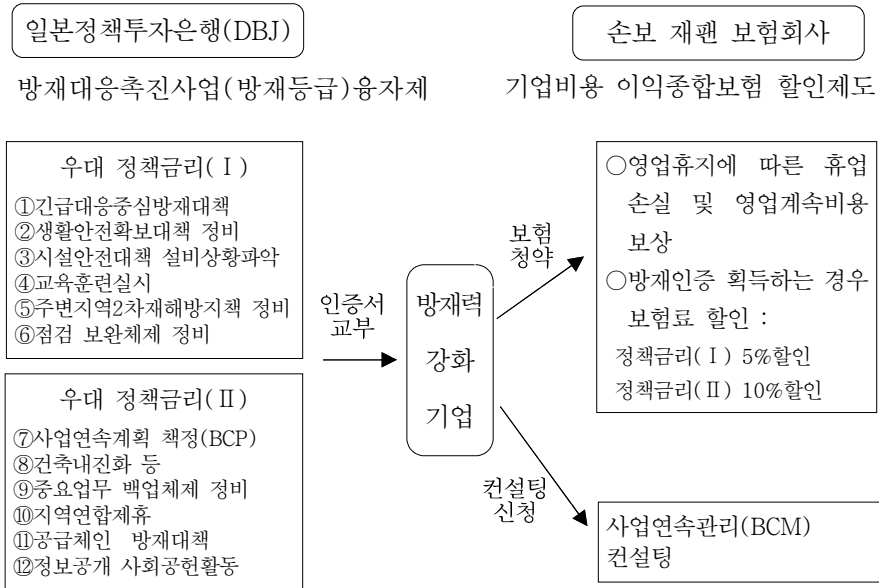 일본정책투자은행(DBJ)
방재대응촉진사업(방재등급)융자제
손보 재팬 보험회사
기업비용 이익종합보험 할인제도
우대 정책금리(Ⅰ)
①긴급대응중심방재대책
②생활안전확보대책 정비
③시설안전대책 설비상황파악
④교육훈련실시
⑤주변지역2차재해방지책 정비
⑥점검 보완체제 정비
우대 정책금리(Ⅱ)
⑦사업연속계획 책정(BCP)
⑧건축내진화 등
⑨중요업무 백업체제 정비
⑩지역연합제휴
⑪공급체인 방재대책
⑫정보공개 사회공헌활동
인증서
교부
방재력
강화
기업
보험
청약
○영업휴지에 따른 휴업
손실 및 영업계속비용
보상
○방재인증 획득하는 경우
보험료 할인 :
정책금리(Ⅰ) 5%할인
정책금리(Ⅱ) 10%할인
컨설팅
신청
사업연속관리(BCM)
컨설팅